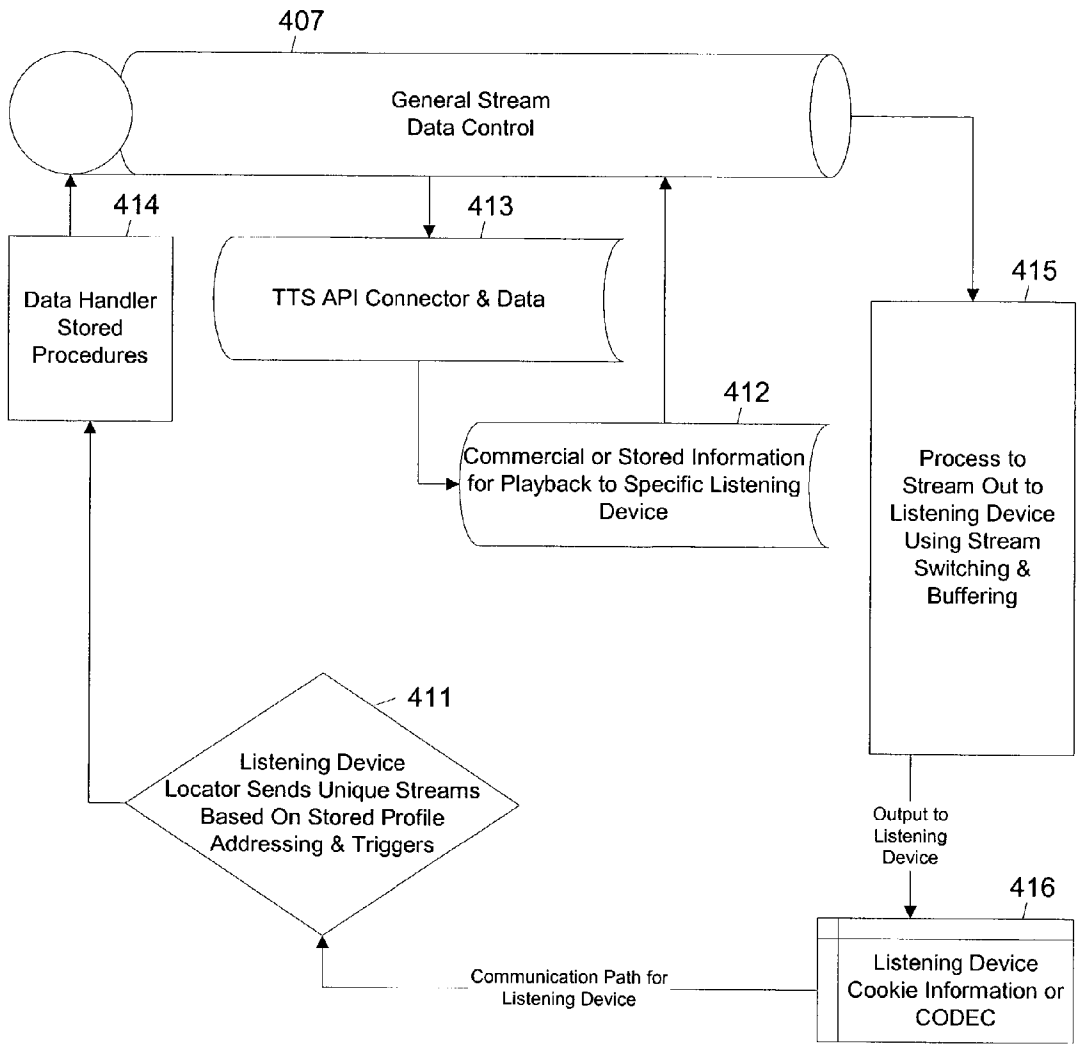 407
General Stream
Data Control
414
Data Handler
Stored
Procedures
413
TTS API Connector & Data
412
Commercial or Stored Information
for Playback to Specific Listening
Device
415
Process to
Stream Out to
Listening Device
Using Stream
Switching &
Buffering
411
Listening Device
Locator Sends Unique Streams
Based On Stored Profile
Addressing & Triggers
Output to
Listening
Device
416
Listening Device
Cookie Information or
CODEC
Communication Path for
Listening Device